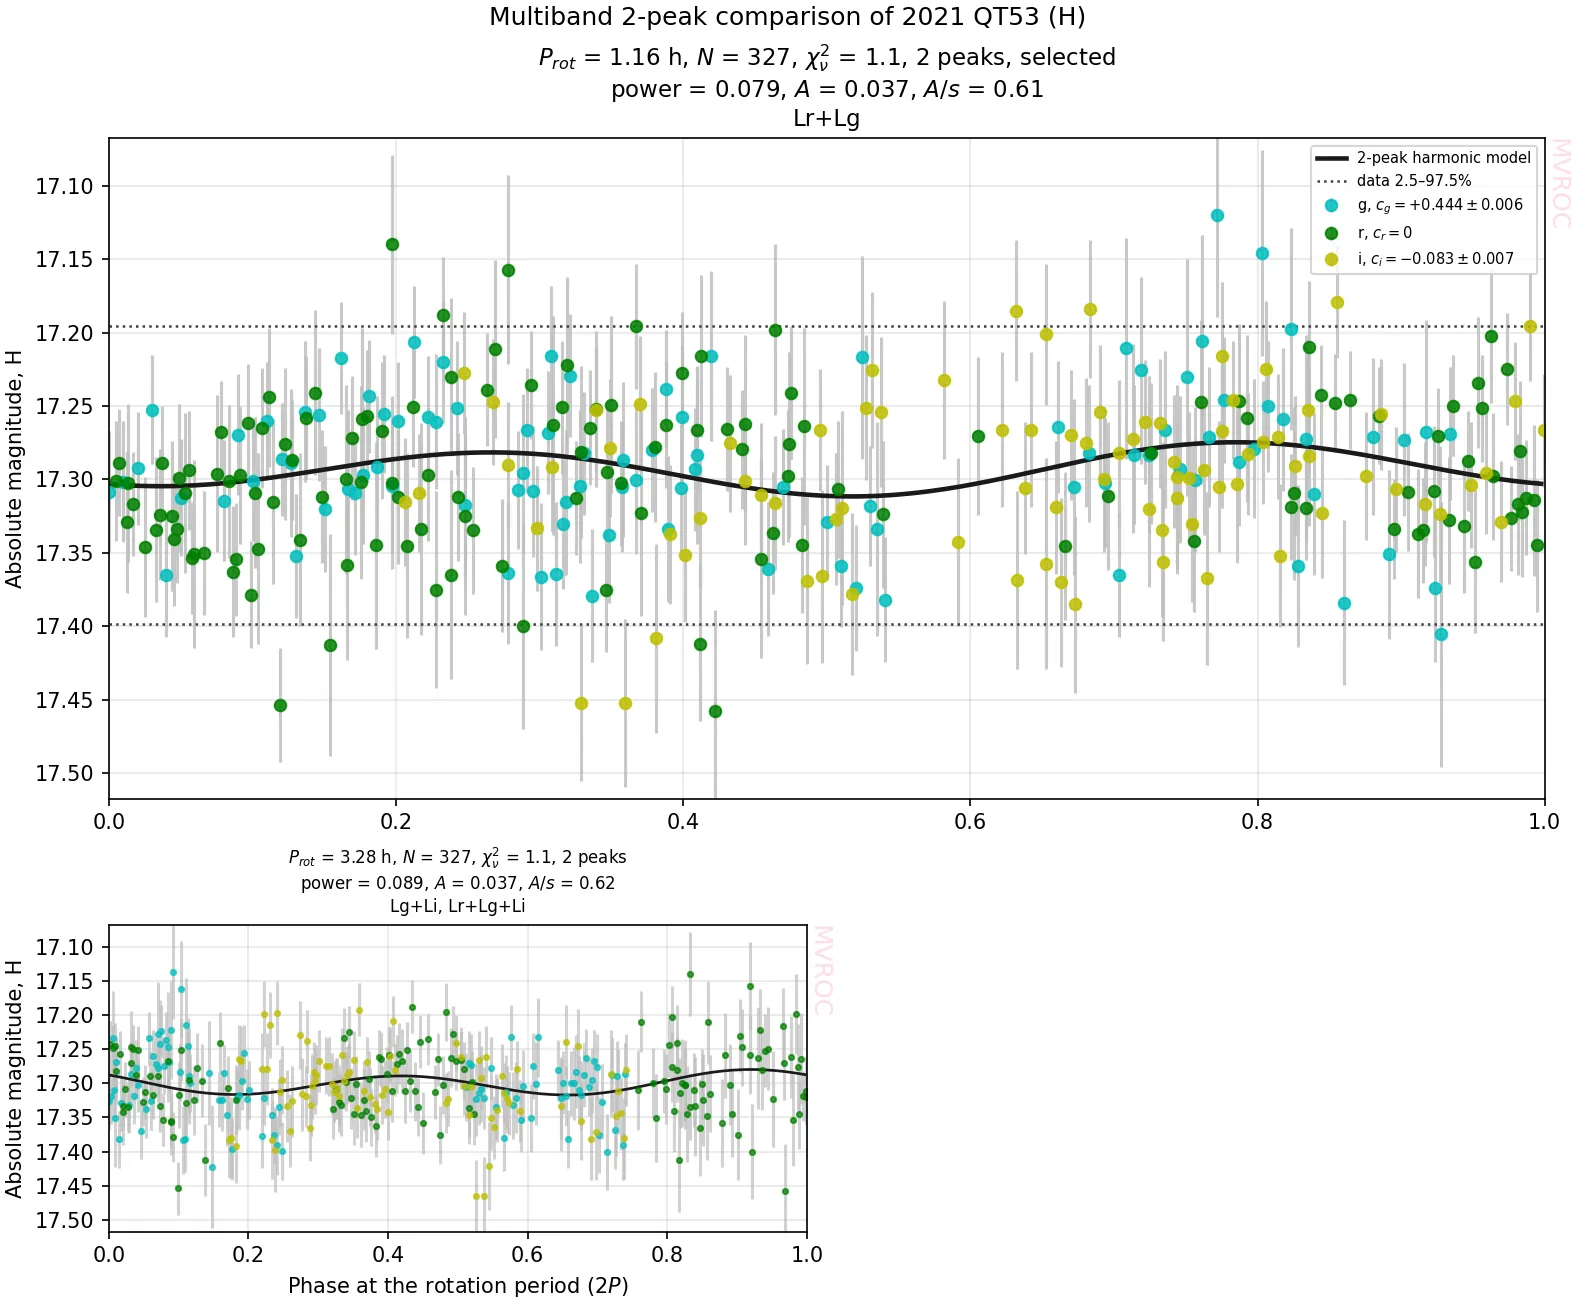 Multiband 2-peak comparison of 2021 QT53 (H)
P_rot = 1.16 h, N = 327, χ²_ν = 1.1, 2 peaks, selected
power = 0.079, A = 0.037, A/s = 0.61
Lr+Lg
MVROC
2-peak harmonic model
data 2.5–97.5%
g, c_g = +0.444 ± 0.006
r, c_r = 0
i, c_i = −0.083 ± 0.007
Absolute magnitude, H
17.10
17.15
17.20
17.25
17.30
17.35
17.40
17.45
17.50
0.0 0.2 0.4 0.6 0.8 1.0
P_rot = 3.28 h, N = 327, χ²_ν = 1.1, 2 peaks
power = 0.089, A = 0.037, A/s = 0.62
Lg+Li, Lr+Lg+Li
MVROC
Absolute magnitude, H
17.10
17.15
17.20
17.25
17.30
17.35
17.40
17.45
17.50
0.0 0.2 0.4 0.6 0.8 1.0
Phase at the rotation period (2P)